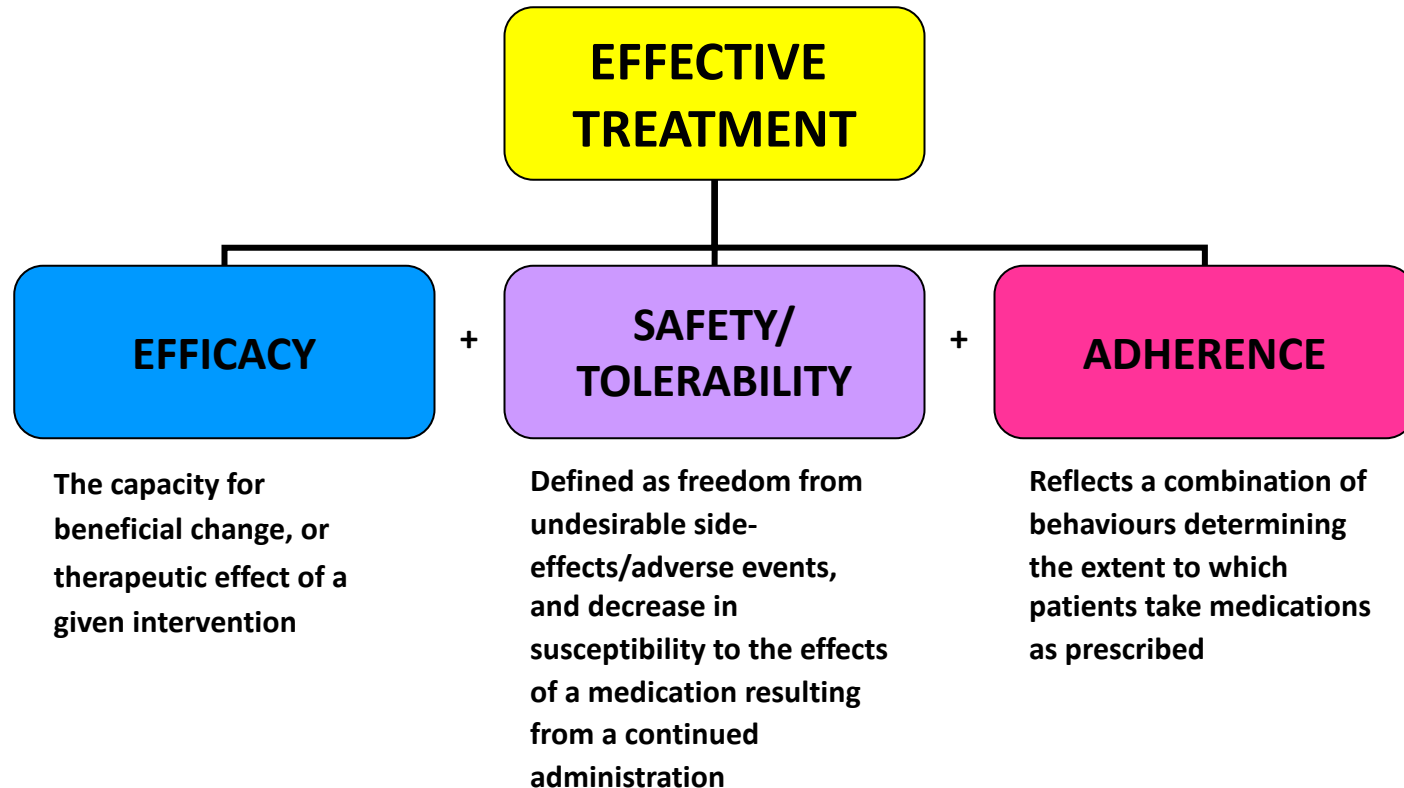 EFFECTIVE
TREATMENT
EFFICACY
+
SAFETY/
TOLERABILITY
+
ADHERENCE
The capacity for
beneficial change, or
therapeutic effect of a
given intervention
Defined as freedom from
undesirable side-
effects/adverse events,
and decrease in
susceptibility to the effects
of a medication resulting
from a continued
administration
Reflects a combination of
behaviours determining
the extent to which
patients take medications
as prescribed